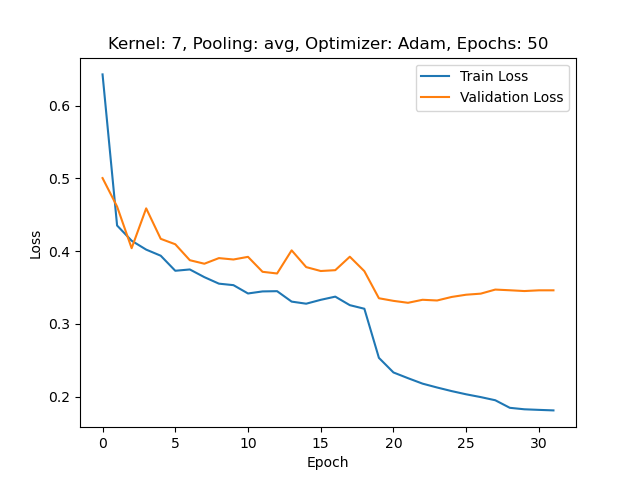 Kernel: 7, Pooling: avg, Optimizer: Adam, Epochs: 50
Train Loss
Validation Loss
0.6
0.5
0.4
0.3
0.2
Loss
0 5 10 15 20 25 30
Epoch